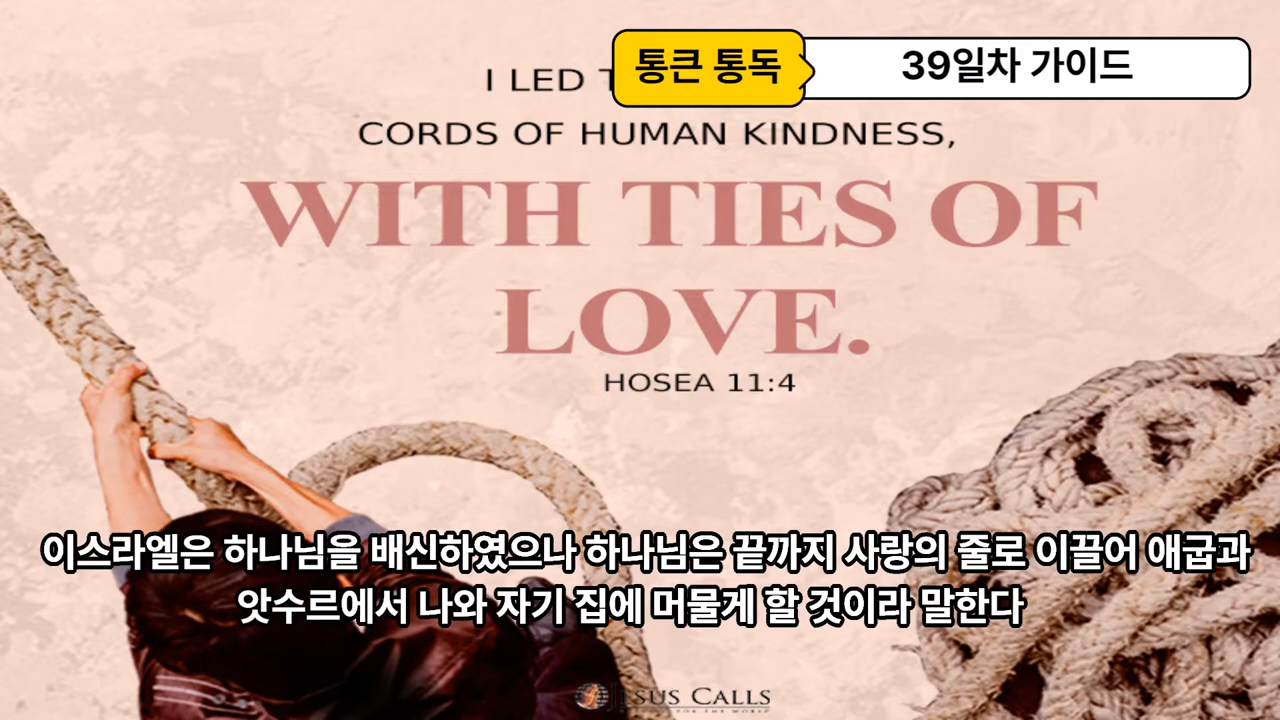 통큰 통독
39일차 가이드
I LED
CORDS OF HUMAN KINDNESS,
WITH TIES OF
LOVE.
HOSEA 11:4
이스라엘은 하나님을 배신하였으나 하나님은 끝까지 사랑의 줄로 이끌어 애굽과
앗수르에서 나와 자기 집에 머물게 할 것이라 말한다
JESUS CALLS